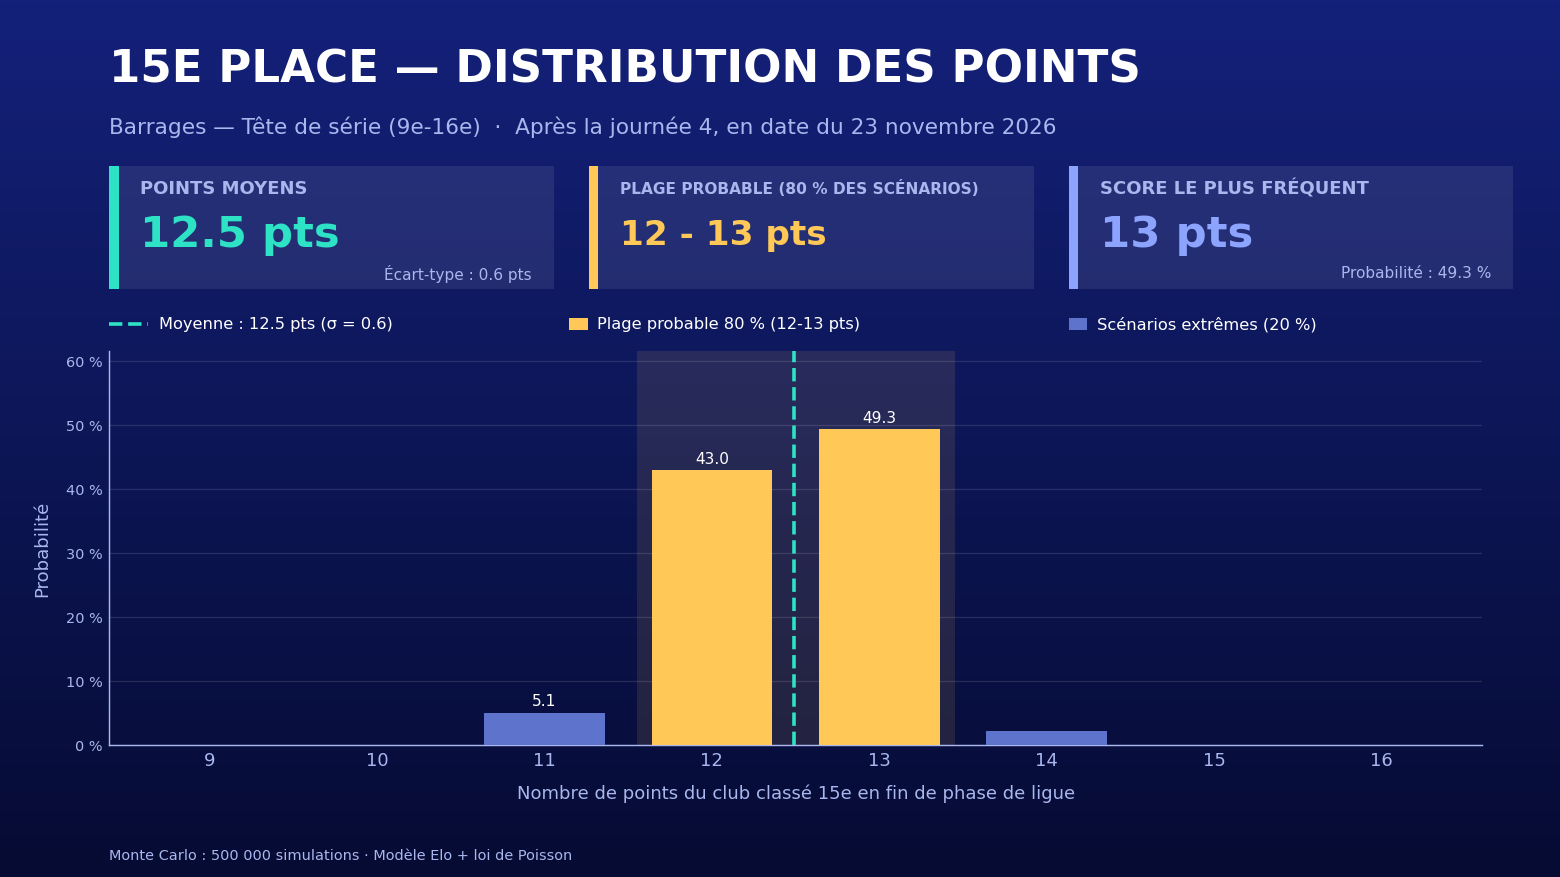 15E PLACE — DISTRIBUTION DES POINTS
Barrages — Tête de série (9e-16e)  ·  Après la journée 4, en date du 23 novembre 2026
POINTS MOYENS
12.5 pts
Écart-type : 0.6 pts
PLAGE PROBABLE (80 % DES SCÉNARIOS)
12 - 13 pts
SCORE LE PLUS FRÉQUENT
13 pts
Probabilité : 49.3 %
Moyenne : 12.5 pts (σ = 0.6)
Plage probable 80 % (12-13 pts)
Scénarios extrêmes (20 %)
Probabilité
60 %
50 %
40 %
30 %
20 %
10 %
0 %
5.1
43.0
49.3
9 10 11 12 13 14 15 16
Nombre de points du club classé 15e en fin de phase de ligue
Monte Carlo : 500 000 simulations · Modèle Elo + loi de Poisson